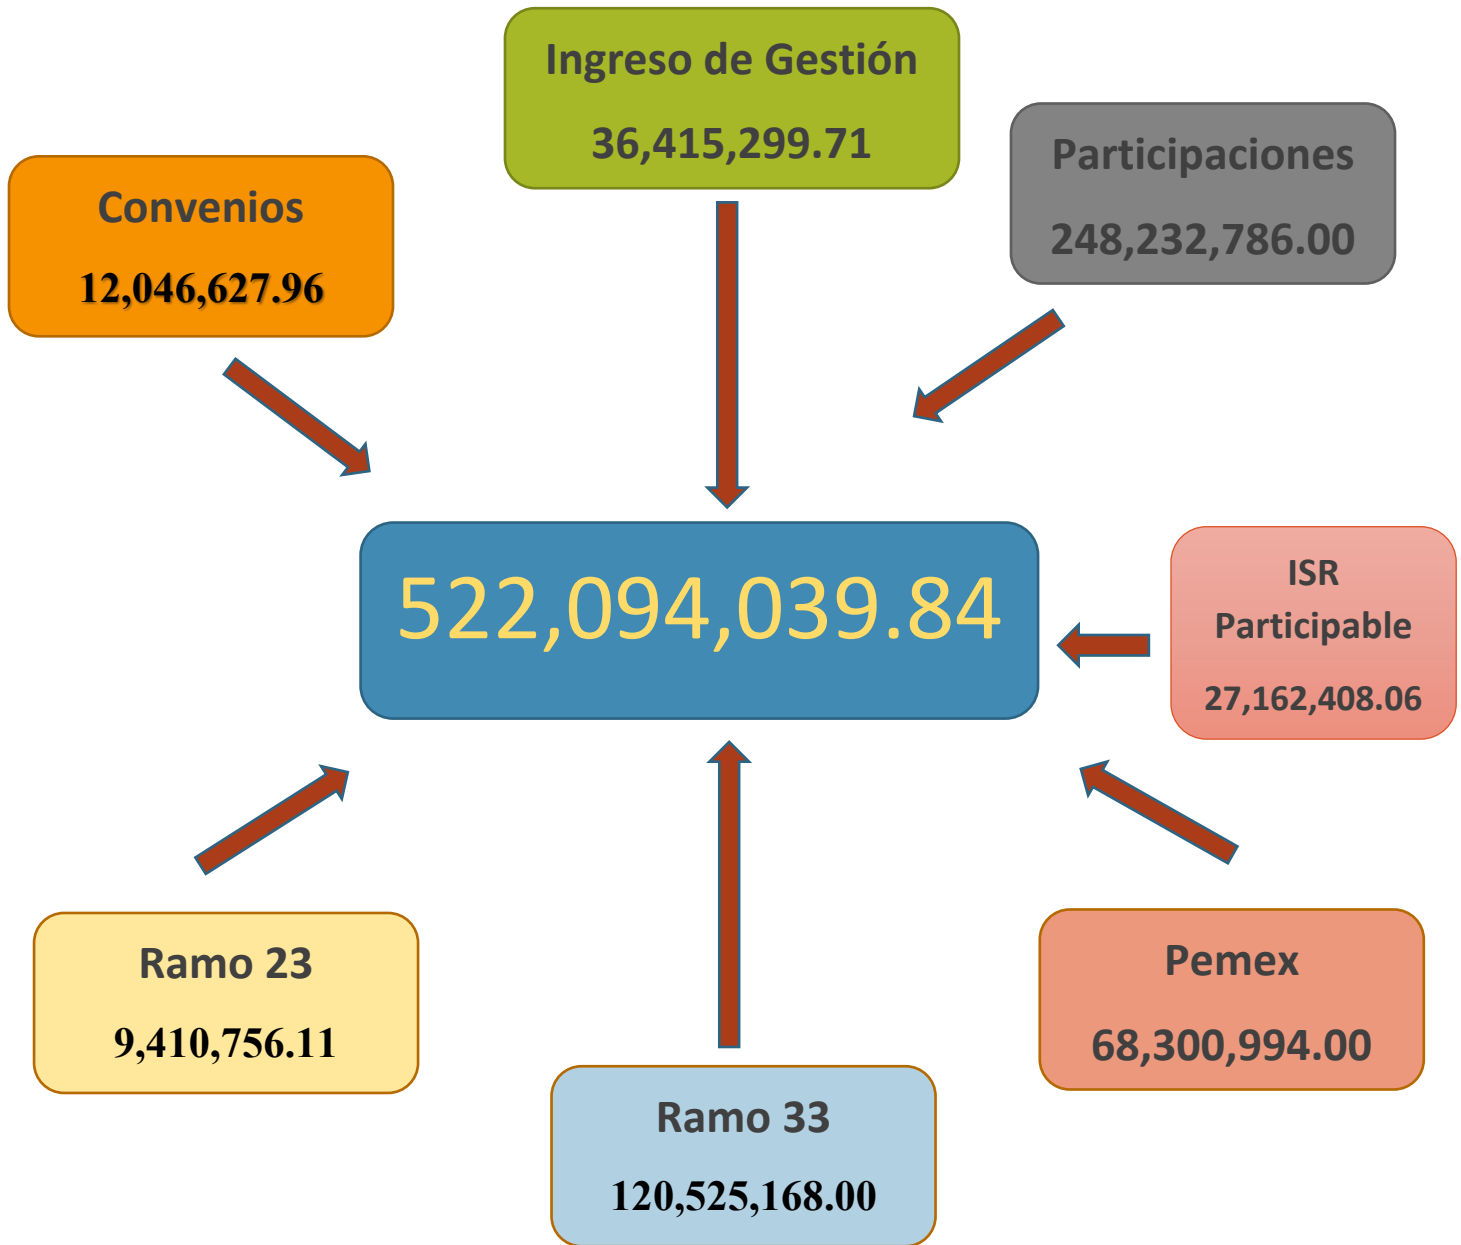 Ingreso de Gestión
36,415,299.71
Participaciones
248,232,786.00
Convenios
12,046,627.96
522,094,039.84
ISR
Participable
27,162,408.06
Ramo 23
9,410,756.11
Pemex
68,300,994.00
Ramo 33
120,525,168.00